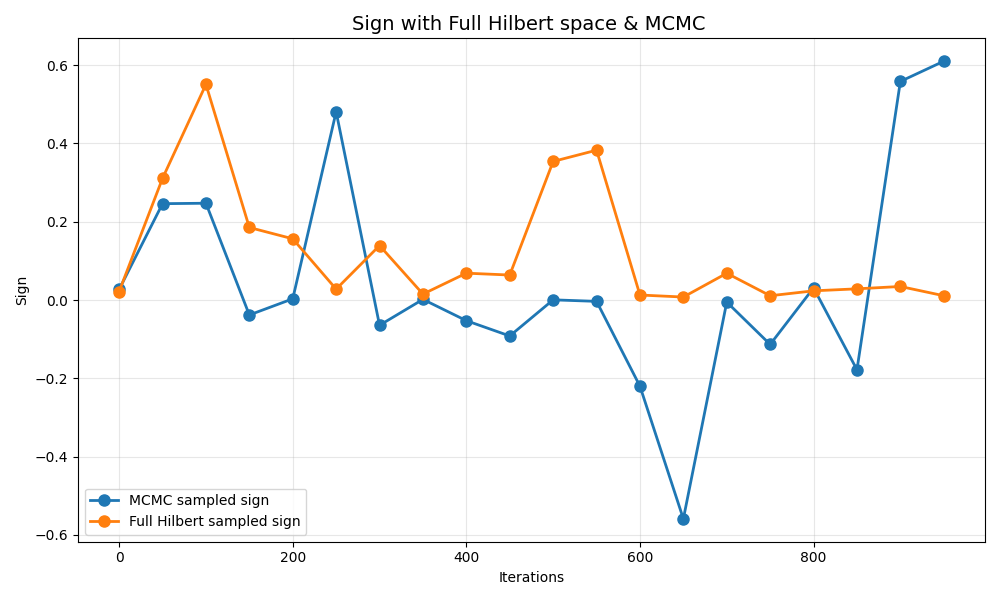 Sign with Full Hilbert space & MCMC
Sign
0.6
0.4
0.2
0.0
−0.2
−0.4
−0.6
MCMC sampled sign
Full Hilbert sampled sign
0
200
400
600
800
Iterations